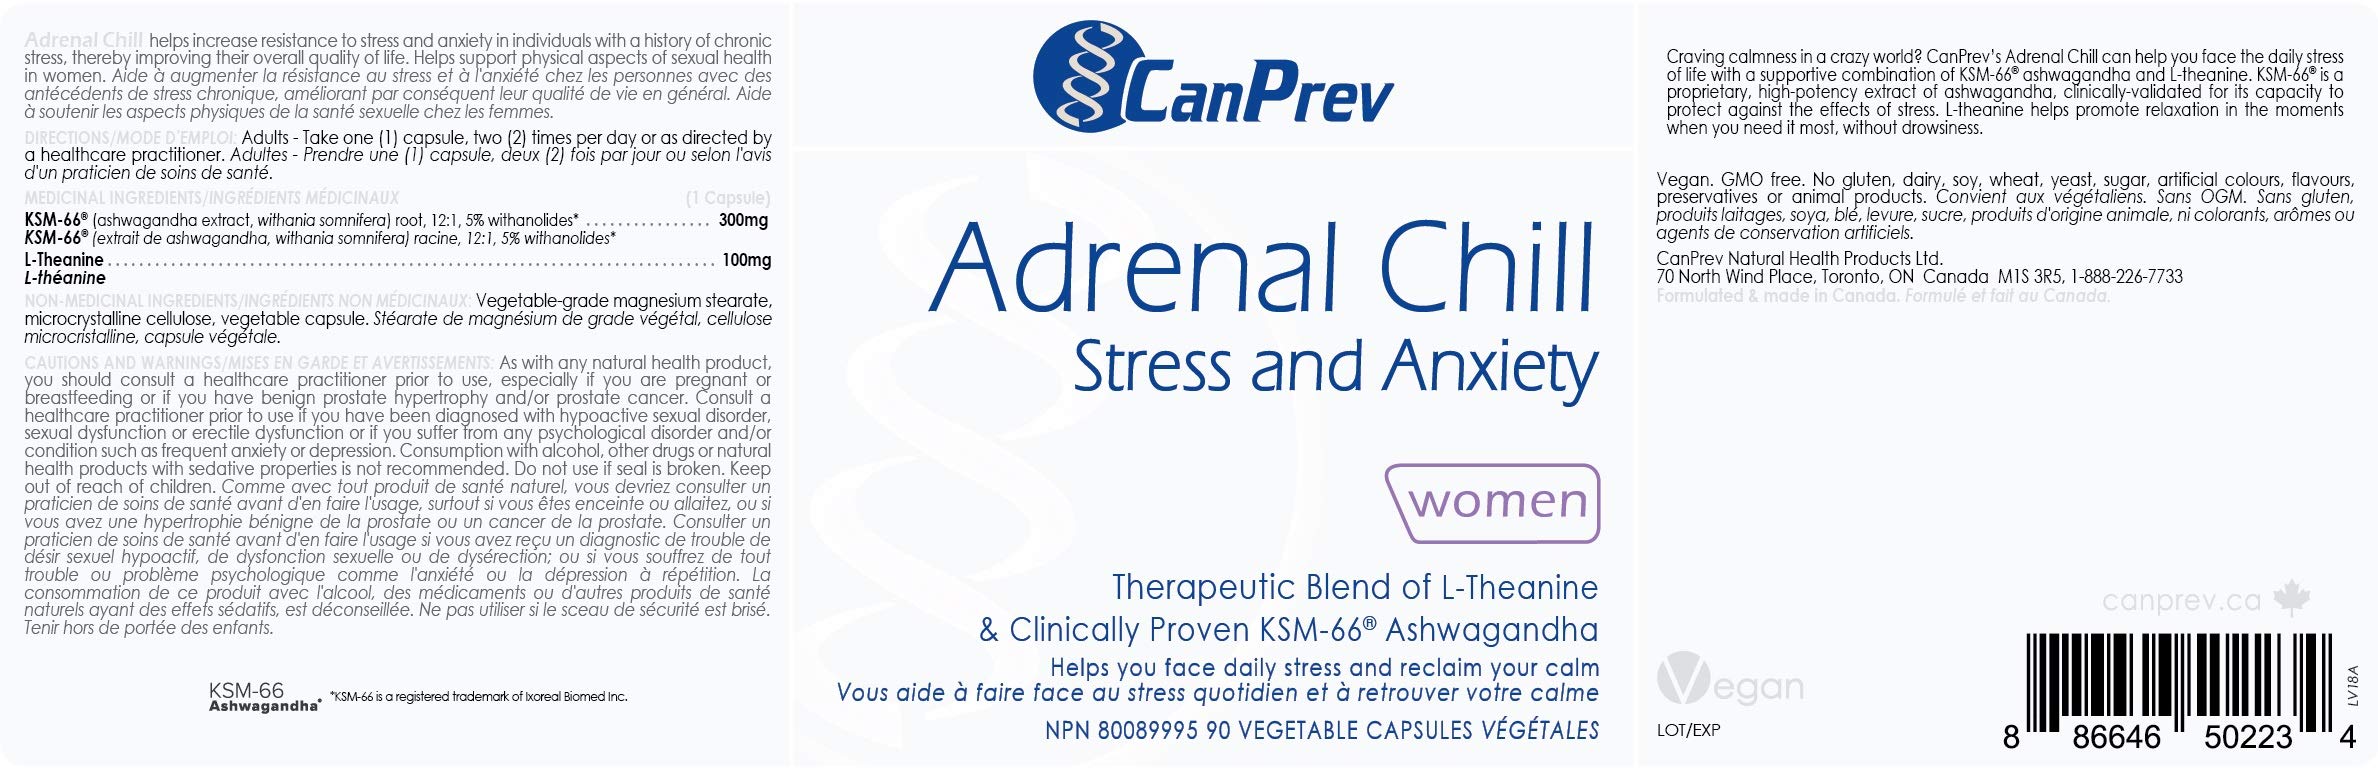 Adrenal Chill helps increase resistance to stress and anxiety in individuals with a history of chronic
stress, thereby improving their overall quality of life. Helps support physical aspects of sexual health
in women. Aide à augmenter la résistance au stress et à l'anxiété chez les personnes avec des
antécédents de stress chronique, améliorant par conséquent leur qualité de vie en général. Aide
à soutenir les aspects physiques de la santé sexuelle chez les femmes.
DIRECTIONS/MODE D'EMPLOI: Adults - Take one (1) capsule, two (2) times per day or as directed by
a healthcare practitioner. Adultes - Prendre une (1) capsule, deux (2) fois par jour ou selon l'avis
d'un praticien de soins de santé.
MEDICINAL INGREDIENTS/INGRÉDIENTS MÉDICINAUX (1 Capsule)
KSM-66® (ashwagandha extract, withania somnifera) root, 12:1, 5% withanolides* ................ 300mg
KSM-66® (extrait de ashwagandha, withania somnifera) racine, 12:1, 5% withanolides*
L-Theanine ............................................................................ 100mg
L-théanine
NON-MEDICINAL INGREDIENTS/INGRÉDIENTS NON MÉDICINAUX: Vegetable-grade magnesium stearate,
microcrystalline cellulose, vegetable capsule. Stéarate de magnésium de grade végétal, cellulose
microcristalline, capsule végétale.
CAUTIONS AND WARNINGS/MISES EN GARDE ET AVERTISSEMENTS: As with any natural health product,
you should consult a healthcare practitioner prior to use, especially if you are pregnant or
breastfeeding or if you have benign prostate hypertrophy and/or prostate cancer. Consult a
healthcare practitioner prior to use if you have been diagnosed with hypoactive sexual disorder,
sexual dysfunction or erectile dysfunction or if you suffer from any psychological disorder and/or
condition such as frequent anxiety or depression. Consumption with alcohol, other drugs or natural
health products with sedative properties is not recommended. Do not use if seal is broken. Keep
out of reach of children. Comme avec tout produit de santé naturel, vous devriez consulter un
praticien de soins de santé avant d'en faire l'usage, surtout si vous êtes enceinte ou allaitez, ou si
vous avez une hypertrophie bénigne de la prostate ou un cancer de la prostate. Consulter un
praticien de soins de santé avant d'en faire l'usage si vous avez reçu un diagnostic de trouble de
désir sexuel hypoactif, de dysfonction sexuelle ou de dysérection; ou si vous souffrez de tout
trouble ou problème psychologique comme l'anxiété ou la dépression à répétition. La
consommation de ce produit avec l'alcool, des médicaments ou d'autres produits de santé
naturels ayant des effets sédatifs, est déconseillée. Ne pas utiliser si le sceau de sécurité est brisé.
Tenir hors de portée des enfants.
KSM-66
Ashwagandha® *KSM-66 is a registered trademark of Ixoreal Biomed Inc.
CanPrev
Adrenal Chill
Stress and Anxiety
women
Therapeutic Blend of L-Theanine
& Clinically Proven KSM-66® Ashwagandha
Helps you face daily stress and reclaim your calm
Vous aide à faire face au stress quotidien et à retrouver votre calme
NPN 80089995 90 VEGETABLE CAPSULES VÉGÉTALES
Craving calmness in a crazy world? CanPrev's Adrenal Chill can help you face the daily stress
of life with a supportive combination of KSM-66® ashwagandha and L-theanine. KSM-66® is a
proprietary, high-potency extract of ashwagandha, clinically-validated for its capacity to
protect against the effects of stress. L-theanine helps promote relaxation in the moments
when you need it most, without drowsiness.
Vegan. GMO free. No gluten, dairy, soy, wheat, yeast, sugar, artificial colours, flavours,
preservatives or animal products. Convient aux végétaliens. Sans OGM. Sans gluten,
produits laitages, soya, blé, levure, sucre, produits d'origine animale, ni colorants, arômes ou
agents de conservation artificiels.
CanPrev Natural Health Products Ltd.
70 North Wind Place, Toronto, ON Canada M1S 3R5, 1-888-226-7733
Formulated & made in Canada. Formulé et fait au Canada.
canprev.ca
Vegan
LOT/EXP
8 86646 50223 4
LV18A